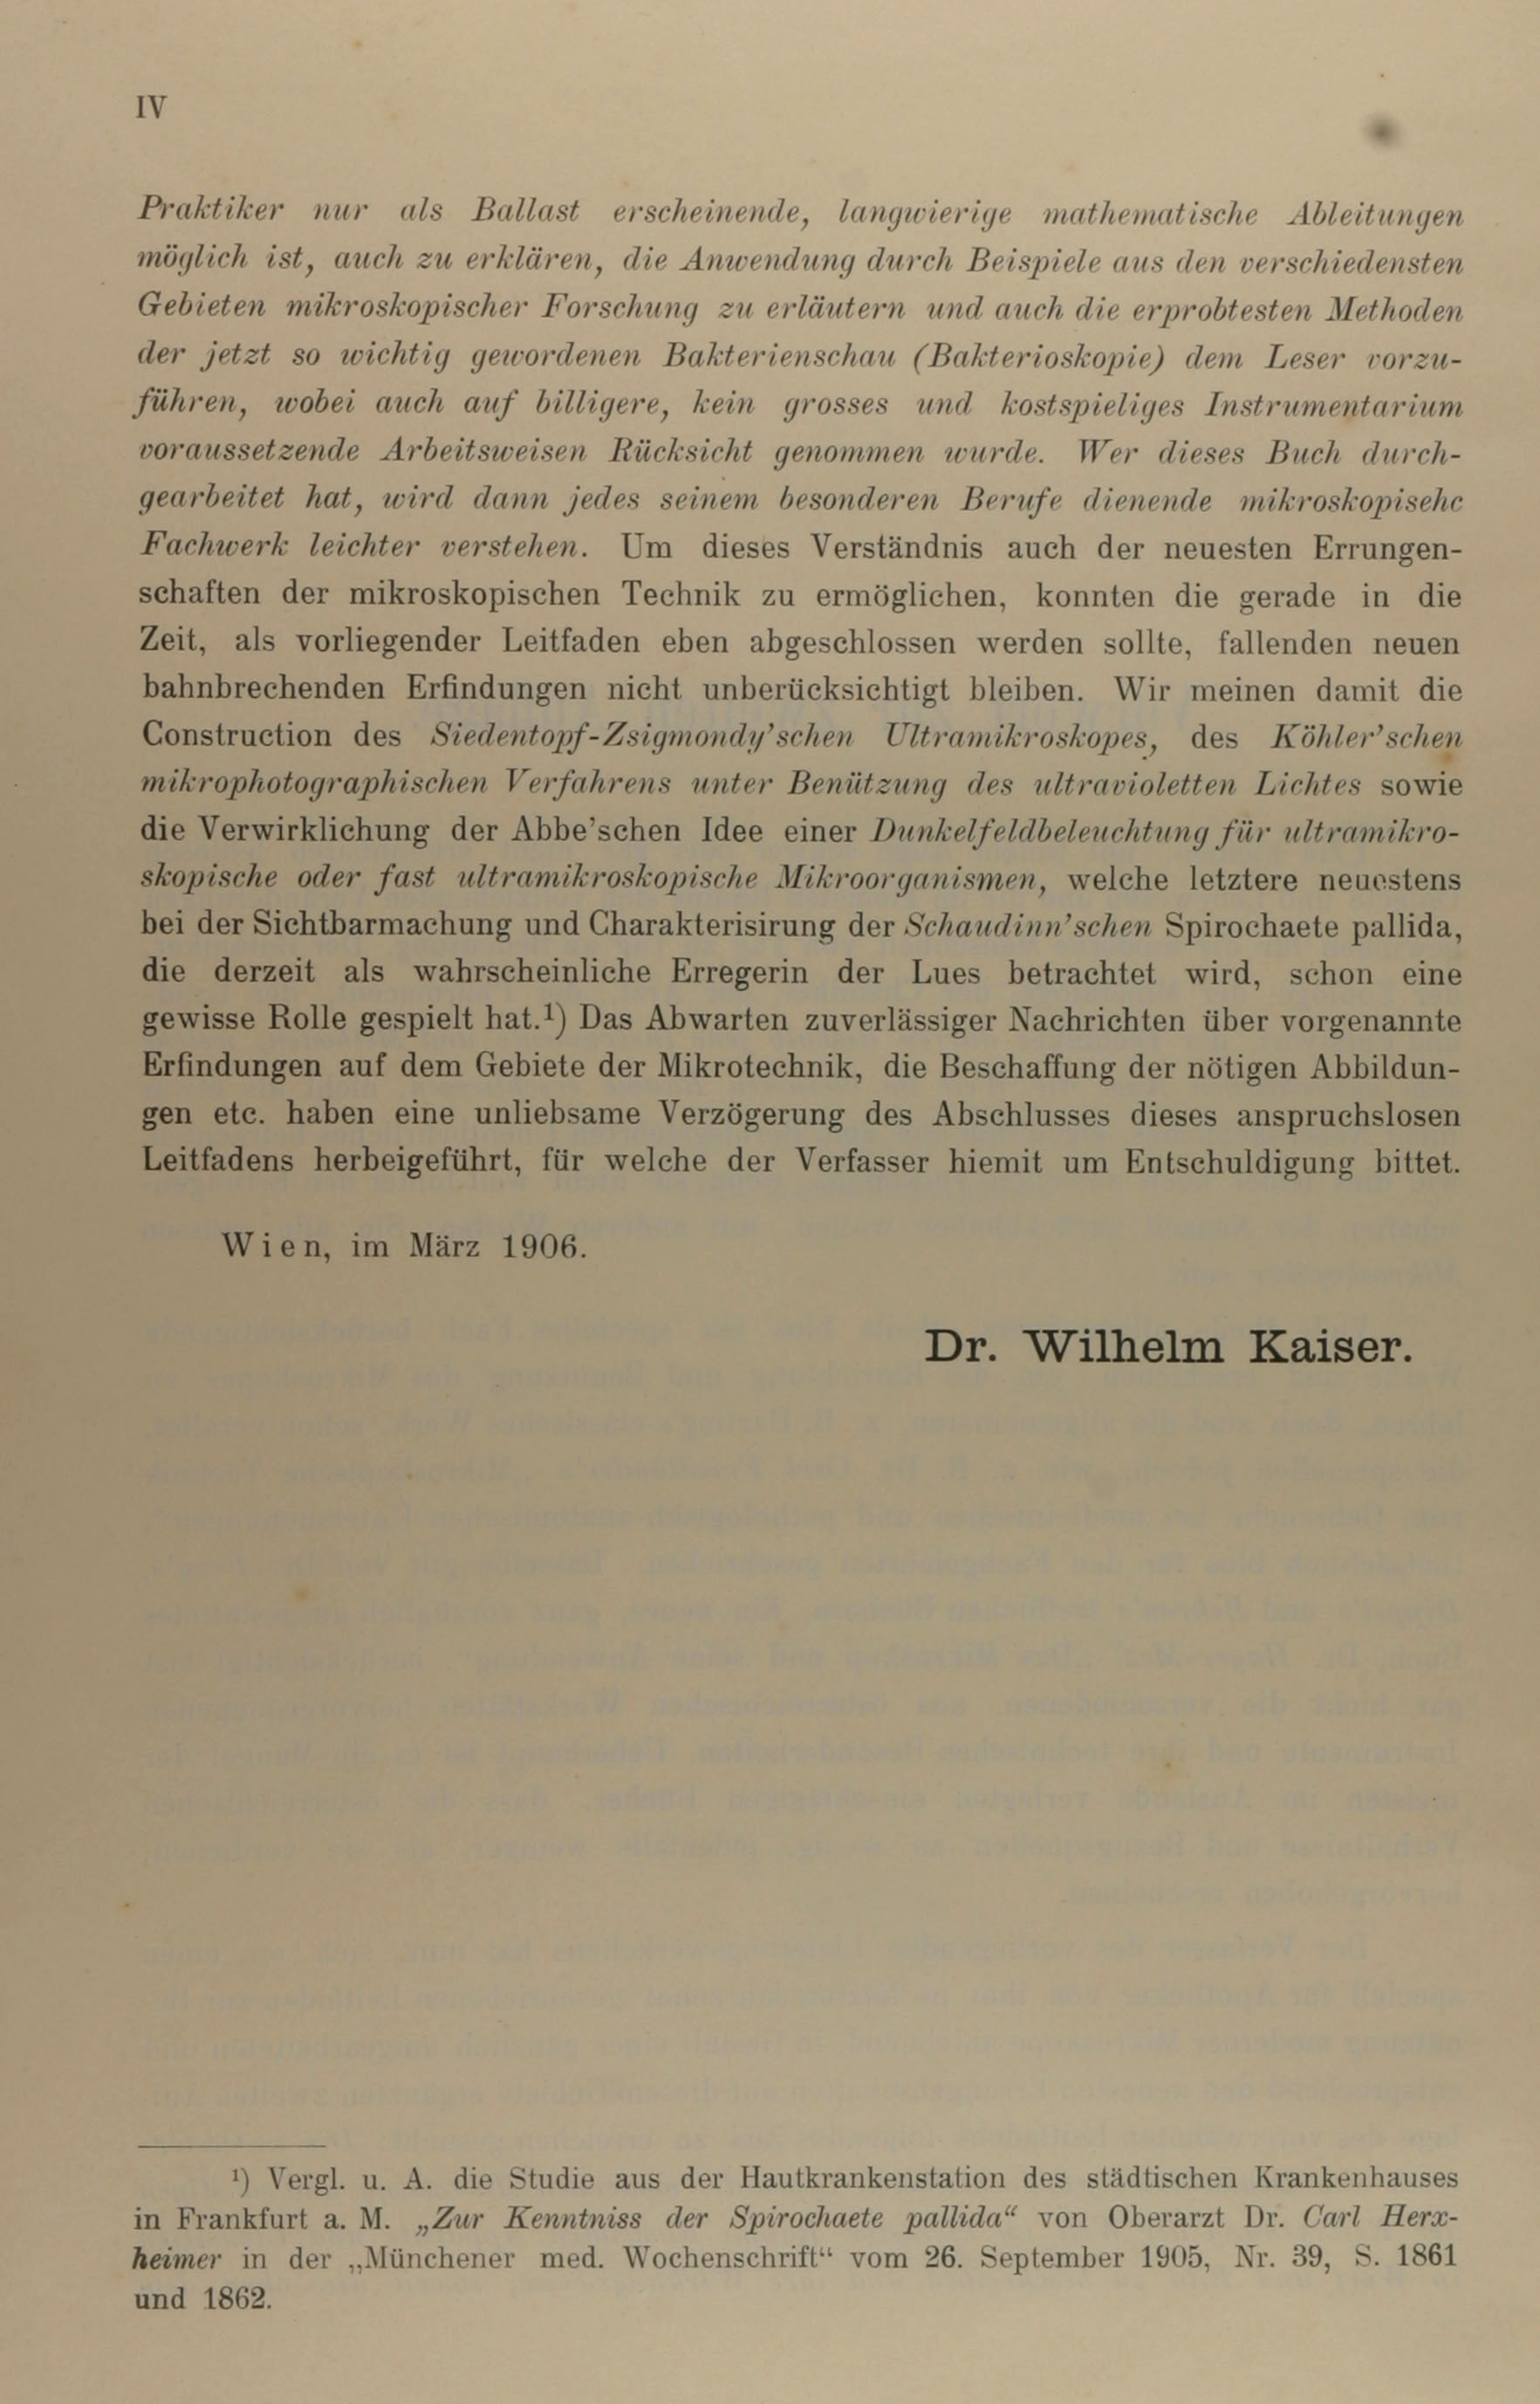 IV
Praktiker nur als Ballast erscheinende, langwierige mathematische Ableitungen
möglich ist, auch zu erklären, die Anwendung durch Beispiele aus den verschiedensten
Gebieten mikroskopischer Forschung zu erläutern und auch die erprobtesten Methoden
der jetzt so wichtig gewordenen Bakterienschau (Bakterioskopie) dem Leser vorzu-
führen, wobei auch auf billigere, kein grosses und kostspieliges Instrumentarium
voraussetzende Arbeitsweisen Rücksicht genommen wurde. Wer dieses Buch durch-
gearbeitet hat, wird dann jedes seinem besonderen Berufe dienende mikroskopisehc
Fachwerk leichter verstehen. Um dieses Verständnis auch der neuesten Errungen-
schaften der mikroskopischen Technik zu ermöglichen, konnten die gerade in die
Zeit, als vorliegender Leitfaden eben abgeschlossen werden sollte, fallenden neuen
bahnbrechenden Erfindungen nicht unberücksichtigt bleiben. Wir meinen damit die
Construction des Siedentopf-Zsigmondy'schen Ultramikroskopes, des Köhler'schen
mikrophotographischen Verfahrens unter Benützung des ultravioletten Lichtes sowie
die Verwirklichung der Abbe'schen Idee einer Dunkelfeldbeleuchtung für ultramikro-
skopische oder fast ultramikroskopische Mikroorganismen, welche letztere neuestens
bei der Sichtbarmachung und Charakterisirung der Schaudinn'schen Spirochaete pallida,
die derzeit als wahrscheinliche Erregerin der Lues betrachtet wird, schon eine
gewisse Rolle gespielt hat.¹) Das Abwarten zuverlässiger Nachrichten über vorgenannte
Erfindungen auf dem Gebiete der Mikrotechnik, die Beschaffung der nötigen Abbildun-
gen etc. haben eine unliebsame Verzögerung des Abschlusses dieses anspruchslosen
Leitfadens herbeigeführt, für welche der Verfasser hiemit um Entschuldigung bittet.
Wien, im März 1906.
Dr. Wilhelm Kaiser.
¹) Vergl. u. A. die Studie aus der Hautkrankenstation des städtischen Krankenhauses
in Frankfurt a. M. „Zur Kenntniss der Spirochaete pallida“ von Oberarzt Dr. Carl Herx-
heimer in der „Münchener med. Wochenschrift“ vom 26. September 1905, Nr. 39, S. 1861
und 1862.